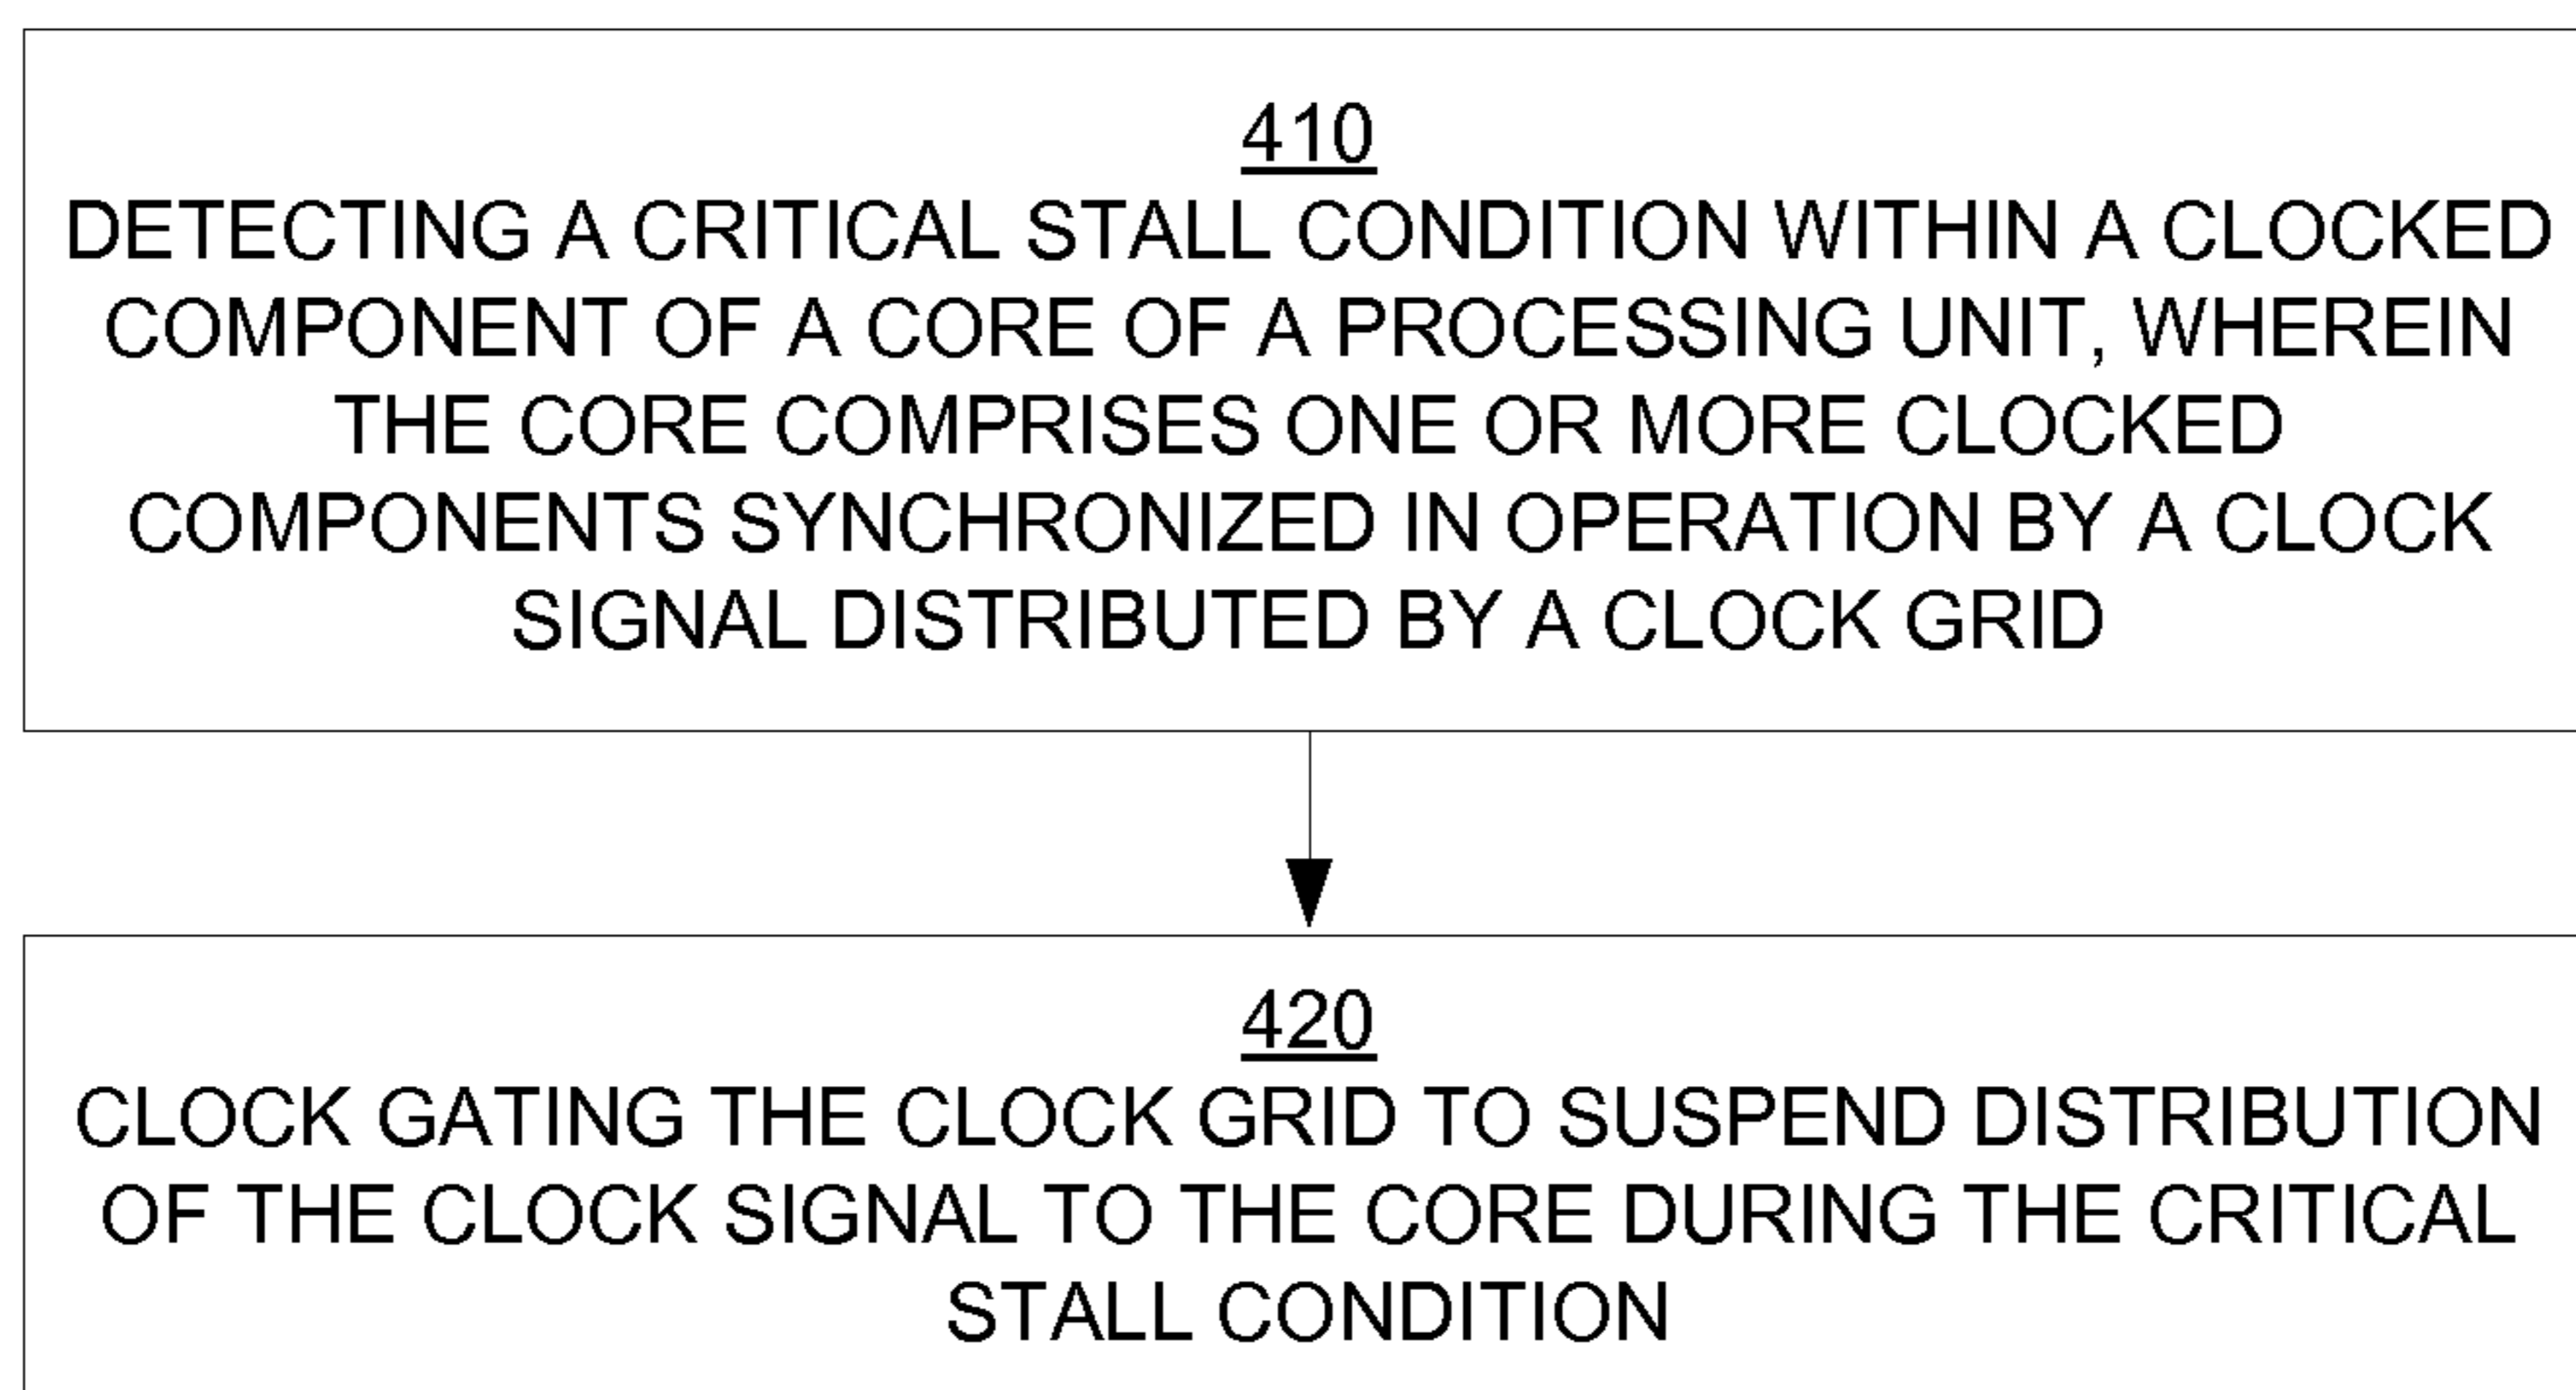 410
DETECTING A CRITICAL STALL CONDITION WITHIN A CLOCKED
COMPONENT OF A CORE OF A PROCESSING UNIT, WHEREIN
THE CORE COMPRISES ONE OR MORE CLOCKED
COMPONENTS SYNCHRONIZED IN OPERATION BY A CLOCK
SIGNAL DISTRIBUTED BY A CLOCK GRID
420
CLOCK GATING THE CLOCK GRID TO SUSPEND DISTRIBUTION
OF THE CLOCK SIGNAL TO THE CORE DURING THE CRITICAL
STALL CONDITION